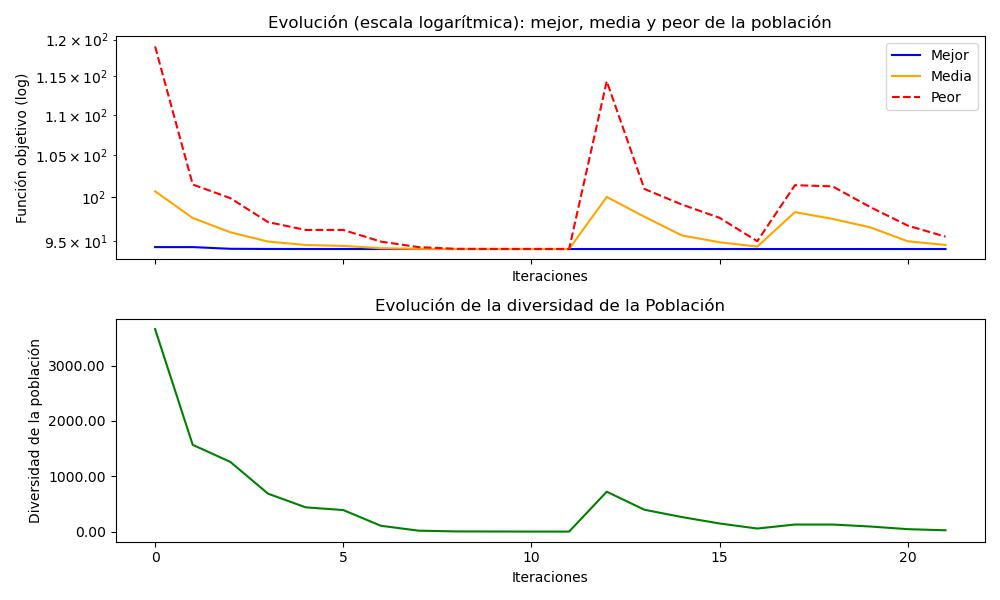 Evolución (escala logarítmica): mejor, media y peor de la población
Función objetivo (log)
1.2 × 10²
1.15 × 10²
1.1 × 10²
1.05 × 10²
10²
9.5 × 10¹
Mejor
Media
Peor
Iteraciones
Evolución de la diversidad de la Población
Diversidad de la población
3000.00
2000.00
1000.00
0.00
0 5 10 15 20
Iteraciones